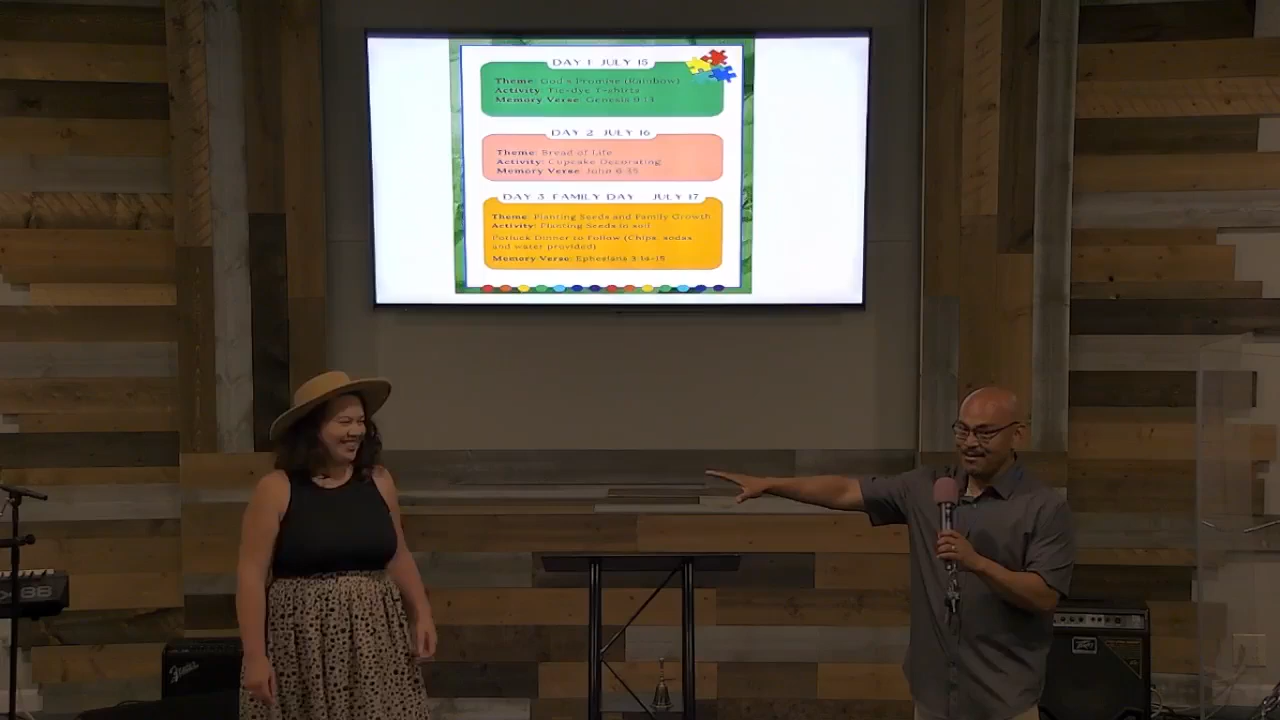 DAY 1 JULY 15
Theme: God's Promise (Rainbow)
Activity: Tie-dye T-shirts
Memory Verse: Genesis 9:13
DAY 2 JULY 16
Theme: Bread of Life
Activity: Cupcake Decorating
Memory Verse: John 6:35
DAY 3 FAMILY DAY JULY 17
Theme: Planting Seeds and Family Growth
Activity: Planting Seeds in soil
Potluck Dinner to Follow (Chips, sodas
and water provided)
Memory Verse: Ephesians 3:14-15
Fender
PEAVEY
88